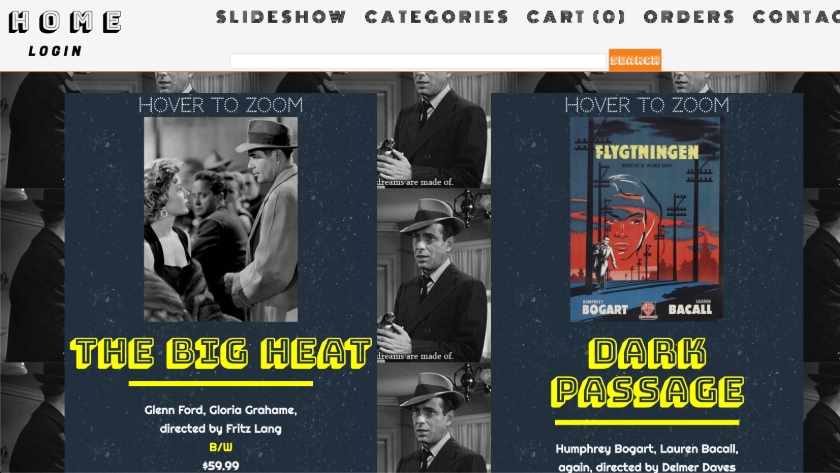 HOME
SLIDESHOW CATEGORIES CART (0) ORDERS CONTAC
LOGIN
SEARCH
HOVER TO ZOOM
THE BIG HEAT
Glenn Ford, Gloria Grahame,
directed by Fritz Lang
B/W
$59.99
HOVER TO ZOOM
FLYGTNINGEN
HUMPHREY BOGART
LAUREN BACALL
DARK
PASSAGE
Humphrey Bogart, Lauren Bacall,
again, directed by Delmer Daves
dreams are made of.
dreams are made of.